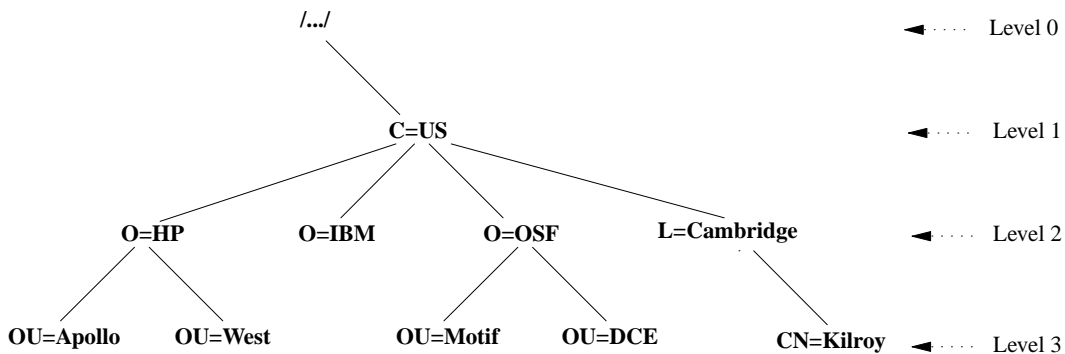 /.../ Level 0
C=US Level 1
O=HP O=IBM O=OSF L=Cambridge Level 2
OU=Apollo OU=West OU=Motif OU=DCE CN=Kilroy Level 3